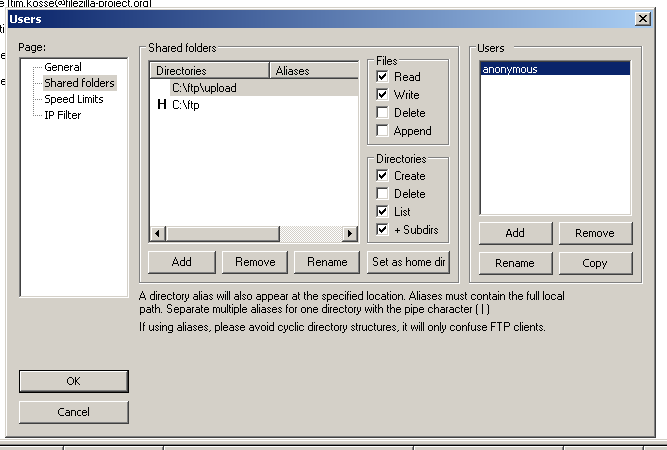 [tim.kosse@filezilla-project.org]
Users
Page:
General
Shared folders
Speed Limits
IP Filter
Shared folders
Directories Aliases
C:\ftp\upload
H C:\ftp
Files
Read
Write
Delete
Append
Directories
Create
Delete
List
+ Subdirs
Add Remove Rename Set as home dir
Users
anonymous
Add Remove
Rename Copy
A directory alias will also appear at the specified location. Aliases must contain the full local
path. Separate multiple aliases for one directory with the pipe character ( | )
If using aliases, please avoid cyclic directory structures, it will only confuse FTP clients.
OK
Cancel